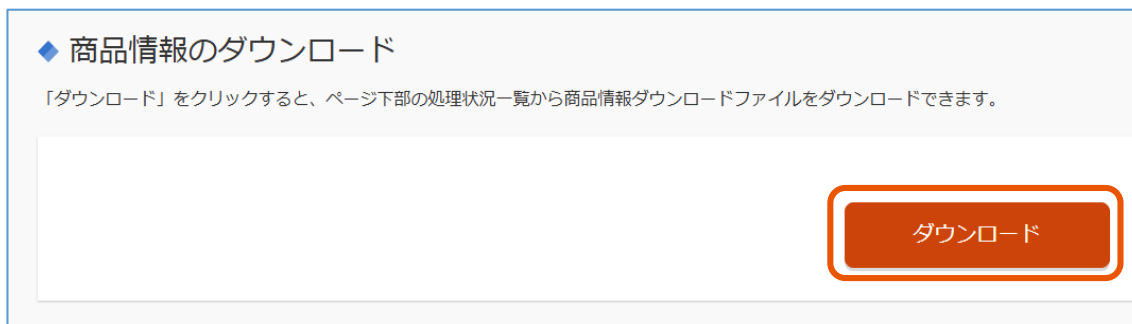 商品情報のダウンロード
「ダウンロード」をクリックすると、ページ下部の処理状況一覧から商品情報ダウンロードファイルをダウンロードできます。
ダウンロード